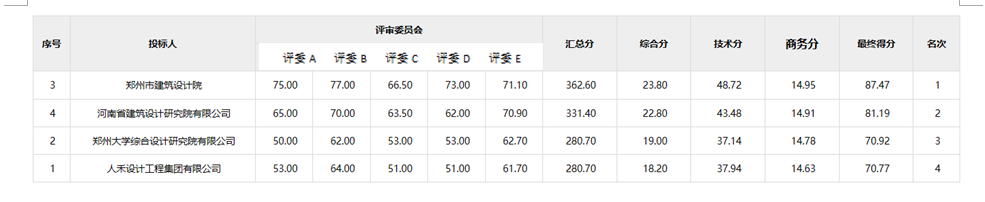 序号 投标人 评审委员会 汇总分 综合分 技术分 商务分 最终得分 名次
评委 A 评委 B 评委 C 评委 D 评委 E
3 郑州市建筑设计院 75.00 77.00 66.50 73.00 71.10 362.60 23.80 48.72 14.95 87.47 1
4 河南省建筑设计研究院有限公司 65.00 70.00 63.50 62.00 70.90 331.40 22.80 43.48 14.91 81.19 2
2 郑州大学综合设计研究院有限公司 50.00 62.00 53.00 53.00 62.70 280.70 19.00 37.14 14.78 70.92 3
1 人禾设计工程集团有限公司 53.00 64.00 51.00 51.00 61.70 280.70 18.20 37.94 14.63 70.77 4